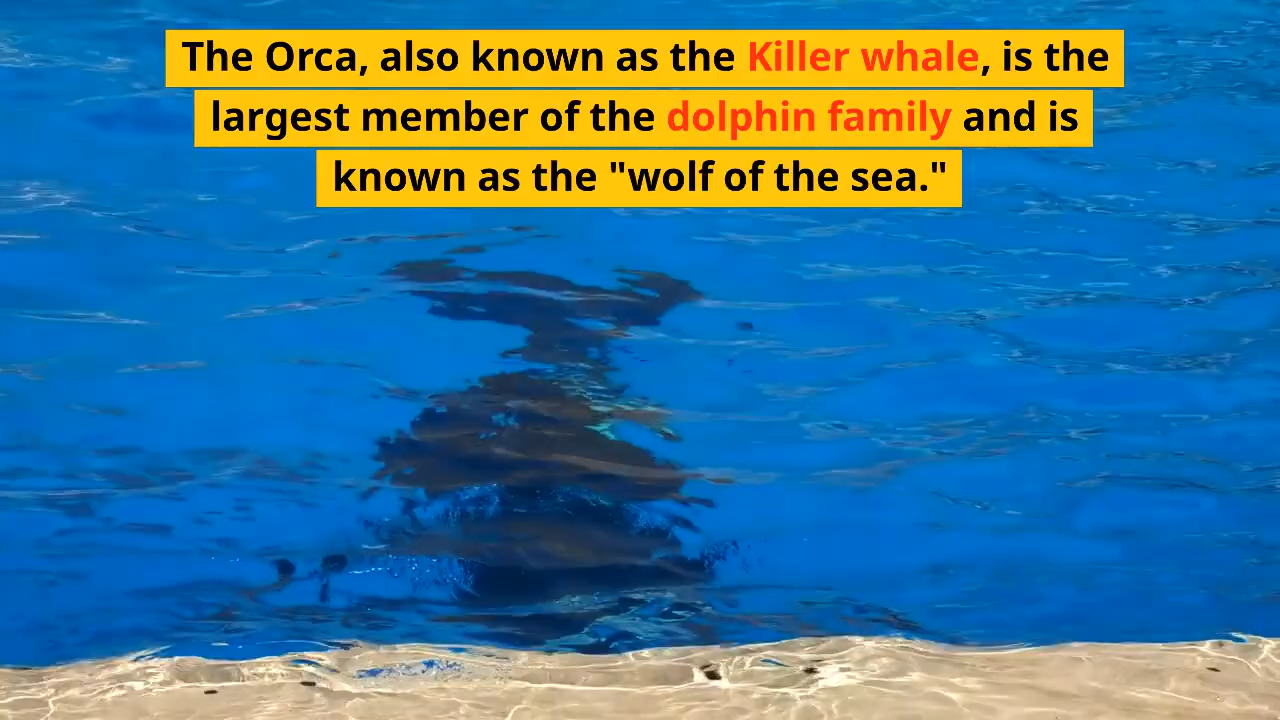 The Orca, also known as the Killer whale, is the
largest member of the dolphin family and is
known as the "wolf of the sea."